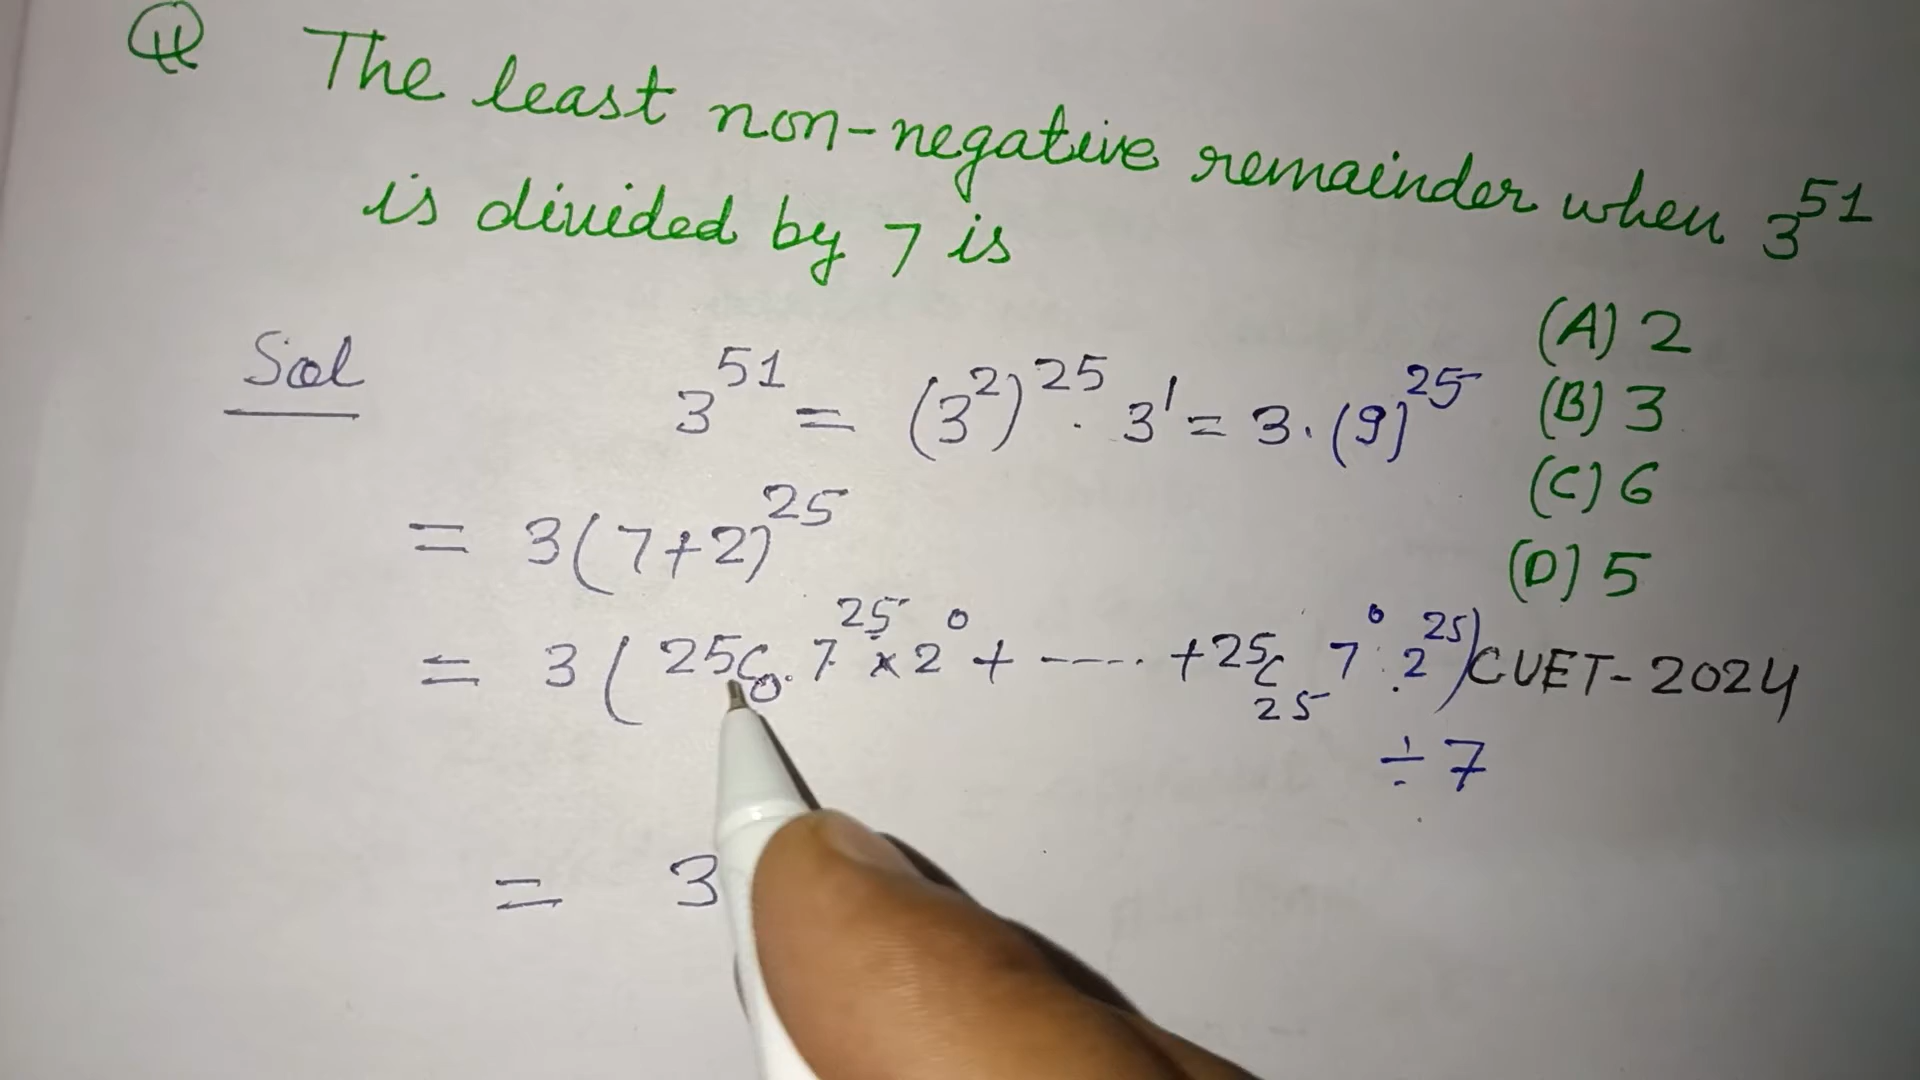 Q The least non-negative remainder when 3^51
is divided by 7 is
(A) 2
(B) 3
(C) 6
(D) 5
CUET-2024
Sol 3^51 = (3^2)^25 . 3^1 = 3 . (9)^25
= 3(7+2)^25
= 3 ( 25C_0 . 7^25 × 2^0 + ---- + 25C_25 7^0 . 2^25)
÷ 7
= 3